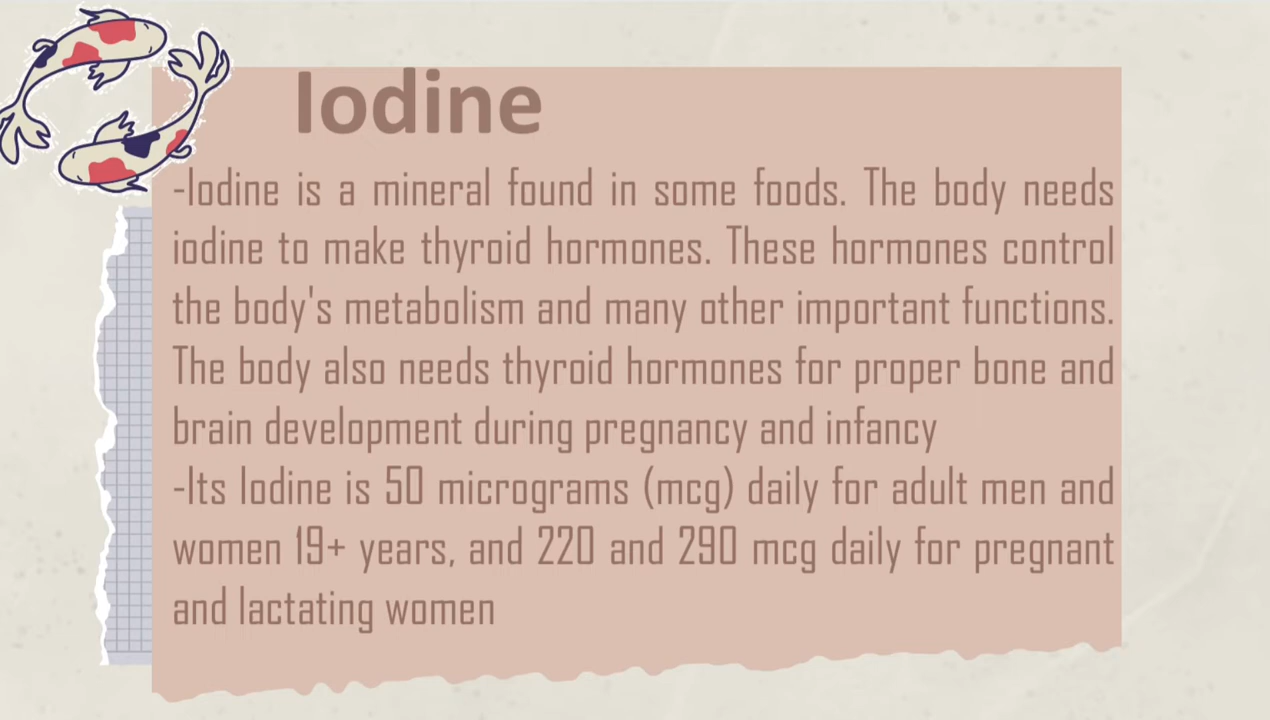 Iodine
-Iodine is a mineral found in some foods. The body needs
iodine to make thyroid hormones. These hormones control
the body's metabolism and many other important functions.
The body also needs thyroid hormones for proper bone and
brain development during pregnancy and infancy
-Its Iodine is 50 micrograms (mcg) daily for adult men and
women 19+ years, and 220 and 290 mcg daily for pregnant
and lactating women